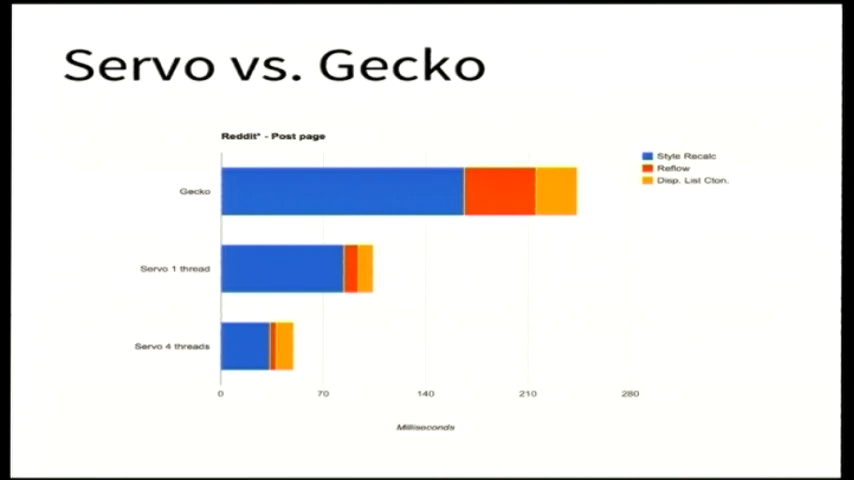 Servo vs. Gecko
Reddit* - Post page
Style Recalc
Reflow
Disp. List Cton.
Gecko
Servo 1 thread
Servo 4 threads
0 70 140 210 280
Milliseconds